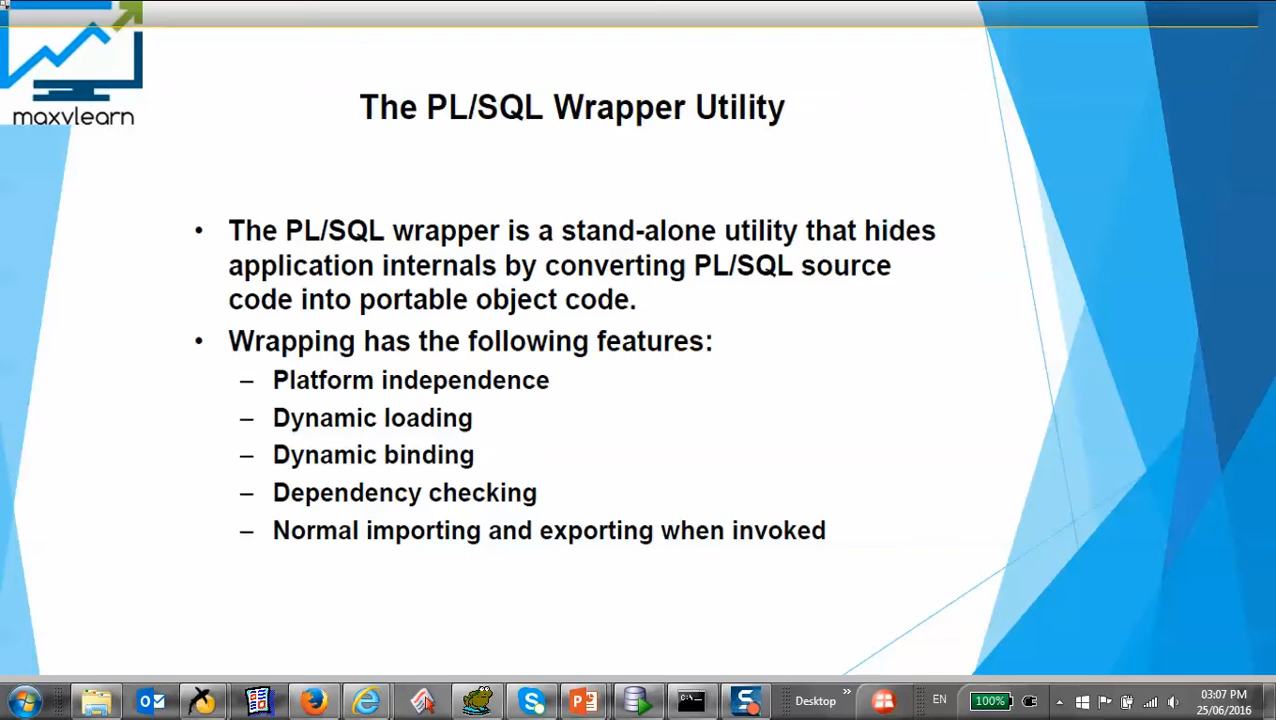 maxvlearn
The PL/SQL Wrapper Utility
• The PL/SQL wrapper is a stand-alone utility that hides
application internals by converting PL/SQL source
code into portable object code.
• Wrapping has the following features:
– Platform independence
– Dynamic loading
– Dynamic binding
– Dependency checking
– Normal importing and exporting when invoked
Desktop
EN
100%
03:07 PM
25/06/2016